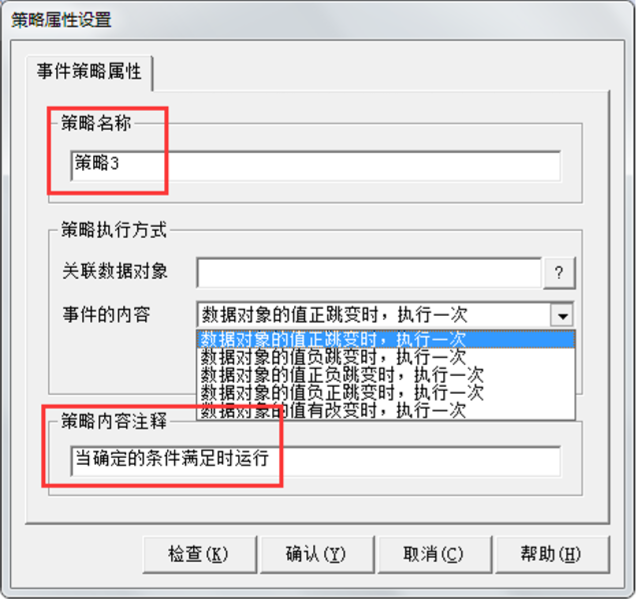 策略属性设置
事件策略属性
策略名称
策略3
策略执行方式
关联数据对象
?
事件的内容
数据对象的值正跳变时，执行一次
数据对象的值正跳变时，执行一次
数据对象的值负跳变时，执行一次
数据对象的值正负跳变时，执行一次
数据对象的值负正跳变时，执行一次
数据对象的值有改变时，执行一次
策略内容注释
当确定的条件满足时运行
检查(K) 确认(Y) 取消(C) 帮助(H)